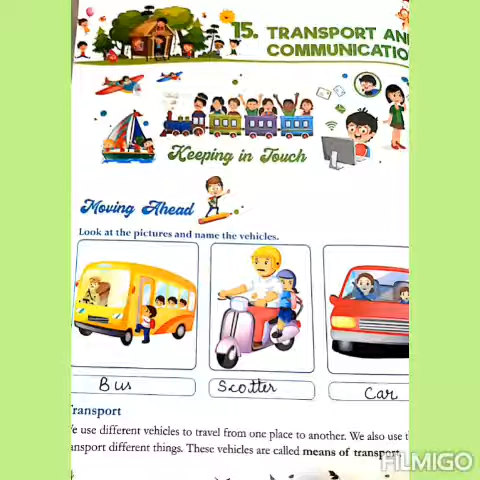 15. TRANSPORT AN
COMMUNICATIO
Keeping in Touch
Moving Ahead
Look at the pictures and name the vehicles.
Bus Scotter Car
ransport
e use different vehicles to travel from one place to another. We also use t
ansport different things. These vehicles are called means of transport.
FILMIGO